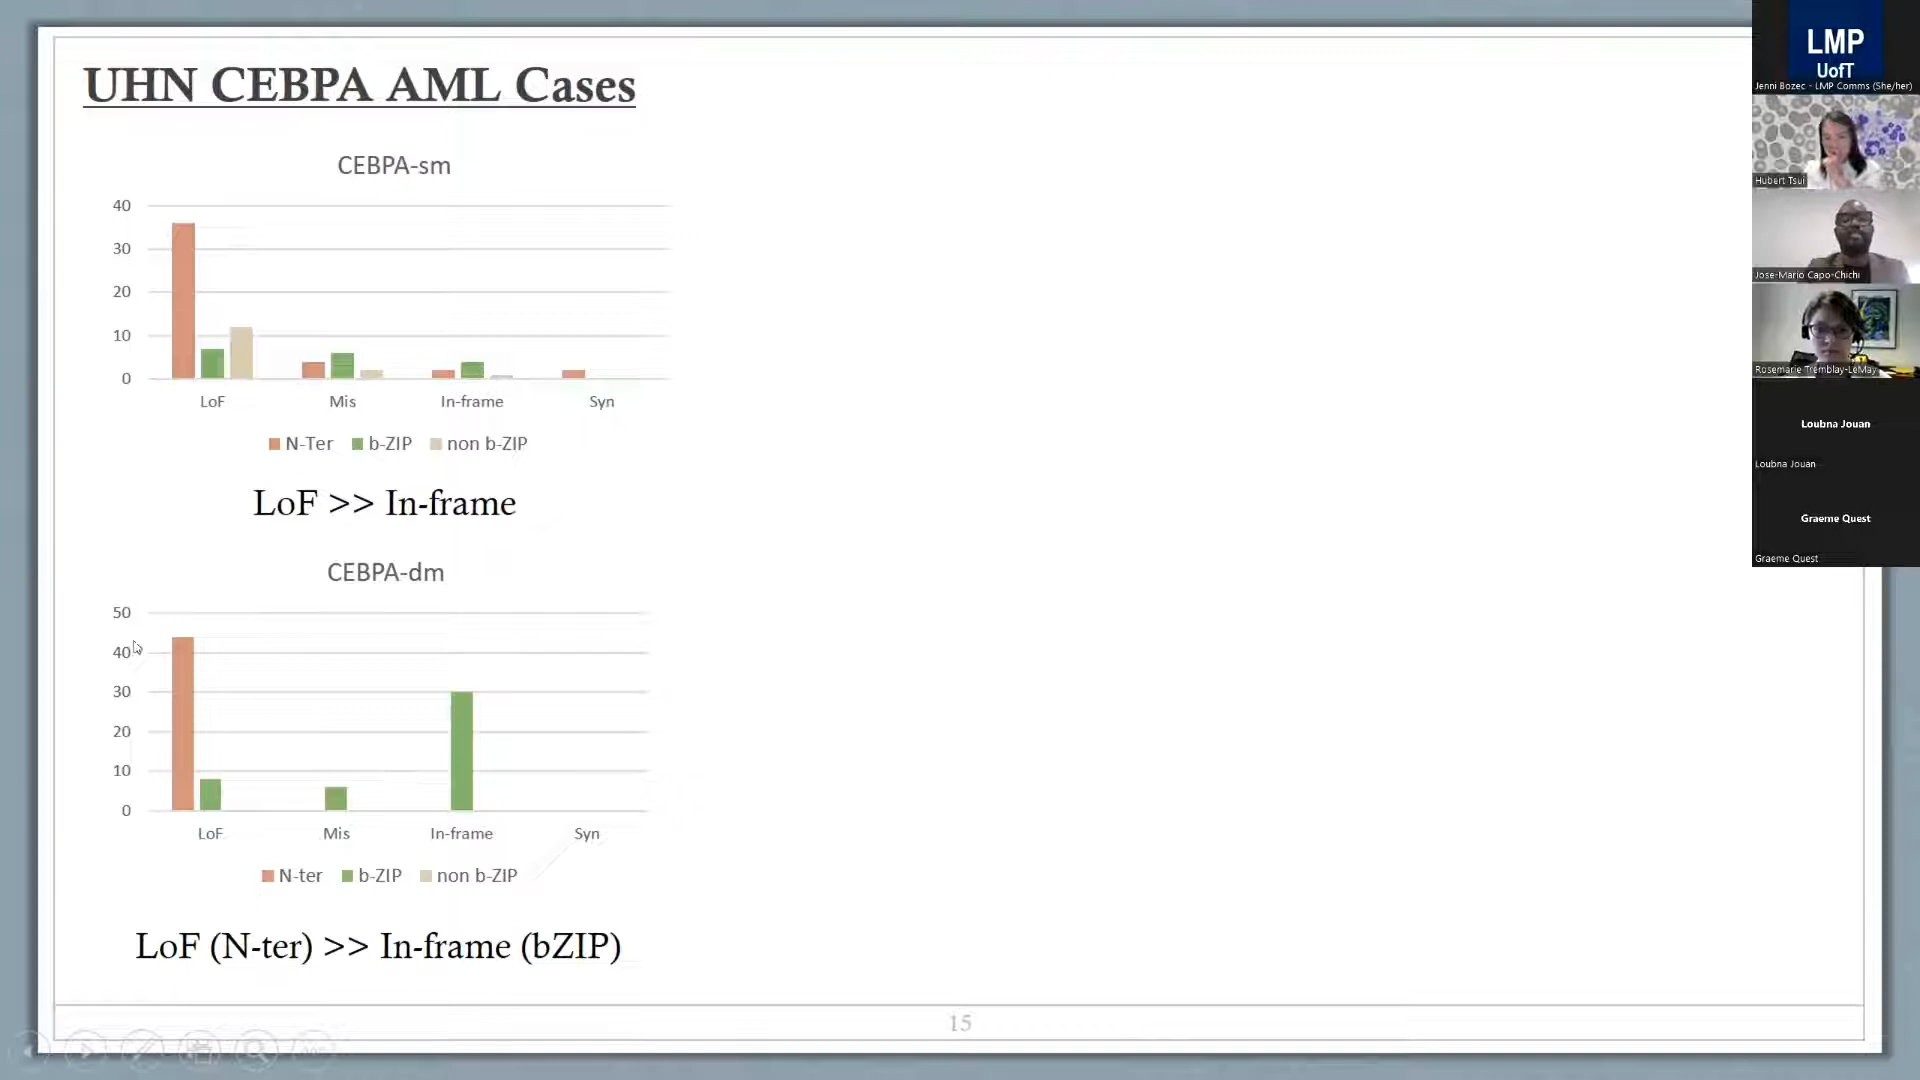 UHN CEBPA AML Cases
CEBPA-sm
40
30
20
10
0
LoF Mis In-frame Syn
N-Ter b-ZIP non b-ZIP
LoF >> In-frame
CEBPA-dm
50
40
30
20
10
0
LoF Mis In-frame Syn
N-ter b-ZIP non b-ZIP
LoF (N-ter) >> In-frame (bZIP)
15
LMP
UofT
Jenni Bozec - LMP Comms (She/her)
Hubert Tsui
Jose-Mario Capo-Chichi
Rosemarie Tremblay-LeMay
Loubna Jouan
Loubna Jouan
Graeme Quest
Graeme Quest